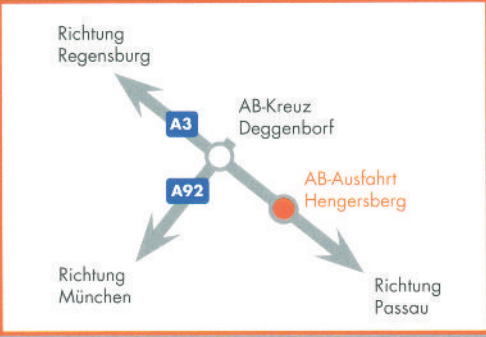 Richtung
Regensburg
A3
AB-Kreuz
Deggenborf
A92
AB-Ausfahrt
Hengersberg
Richtung
München
Richtung
Passau